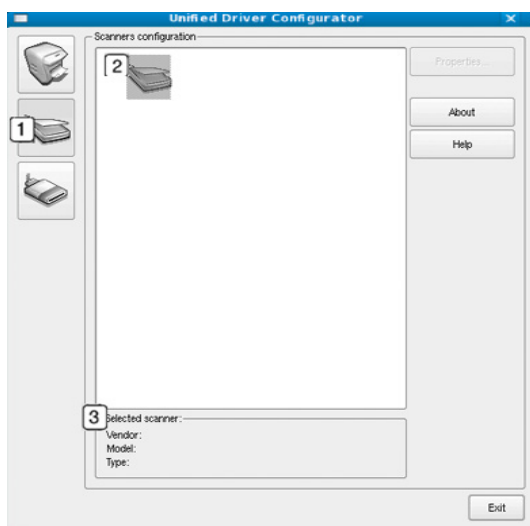 Unified Driver Configurator
Scanners configuration
2
Properties...
About
1
Help
3
Selected scanner:
Vendor:
Model:
Type:
Exit